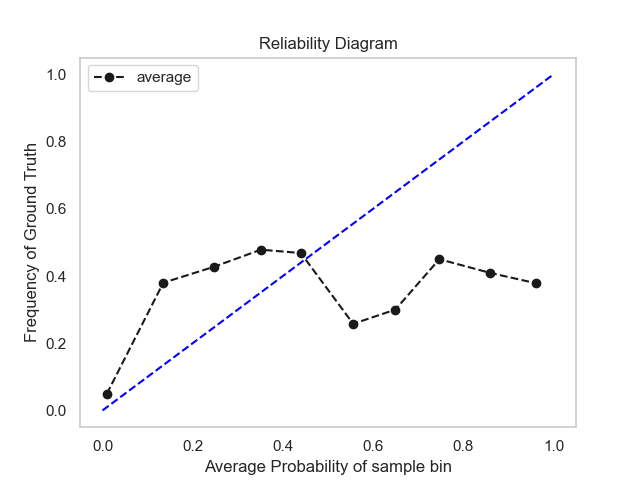 Reliability Diagram
average
Frequency of Ground Truth
1.0
0.8
0.6
0.4
0.2
0.0
0.0 0.2 0.4 0.6 0.8 1.0
Average Probability of sample bin